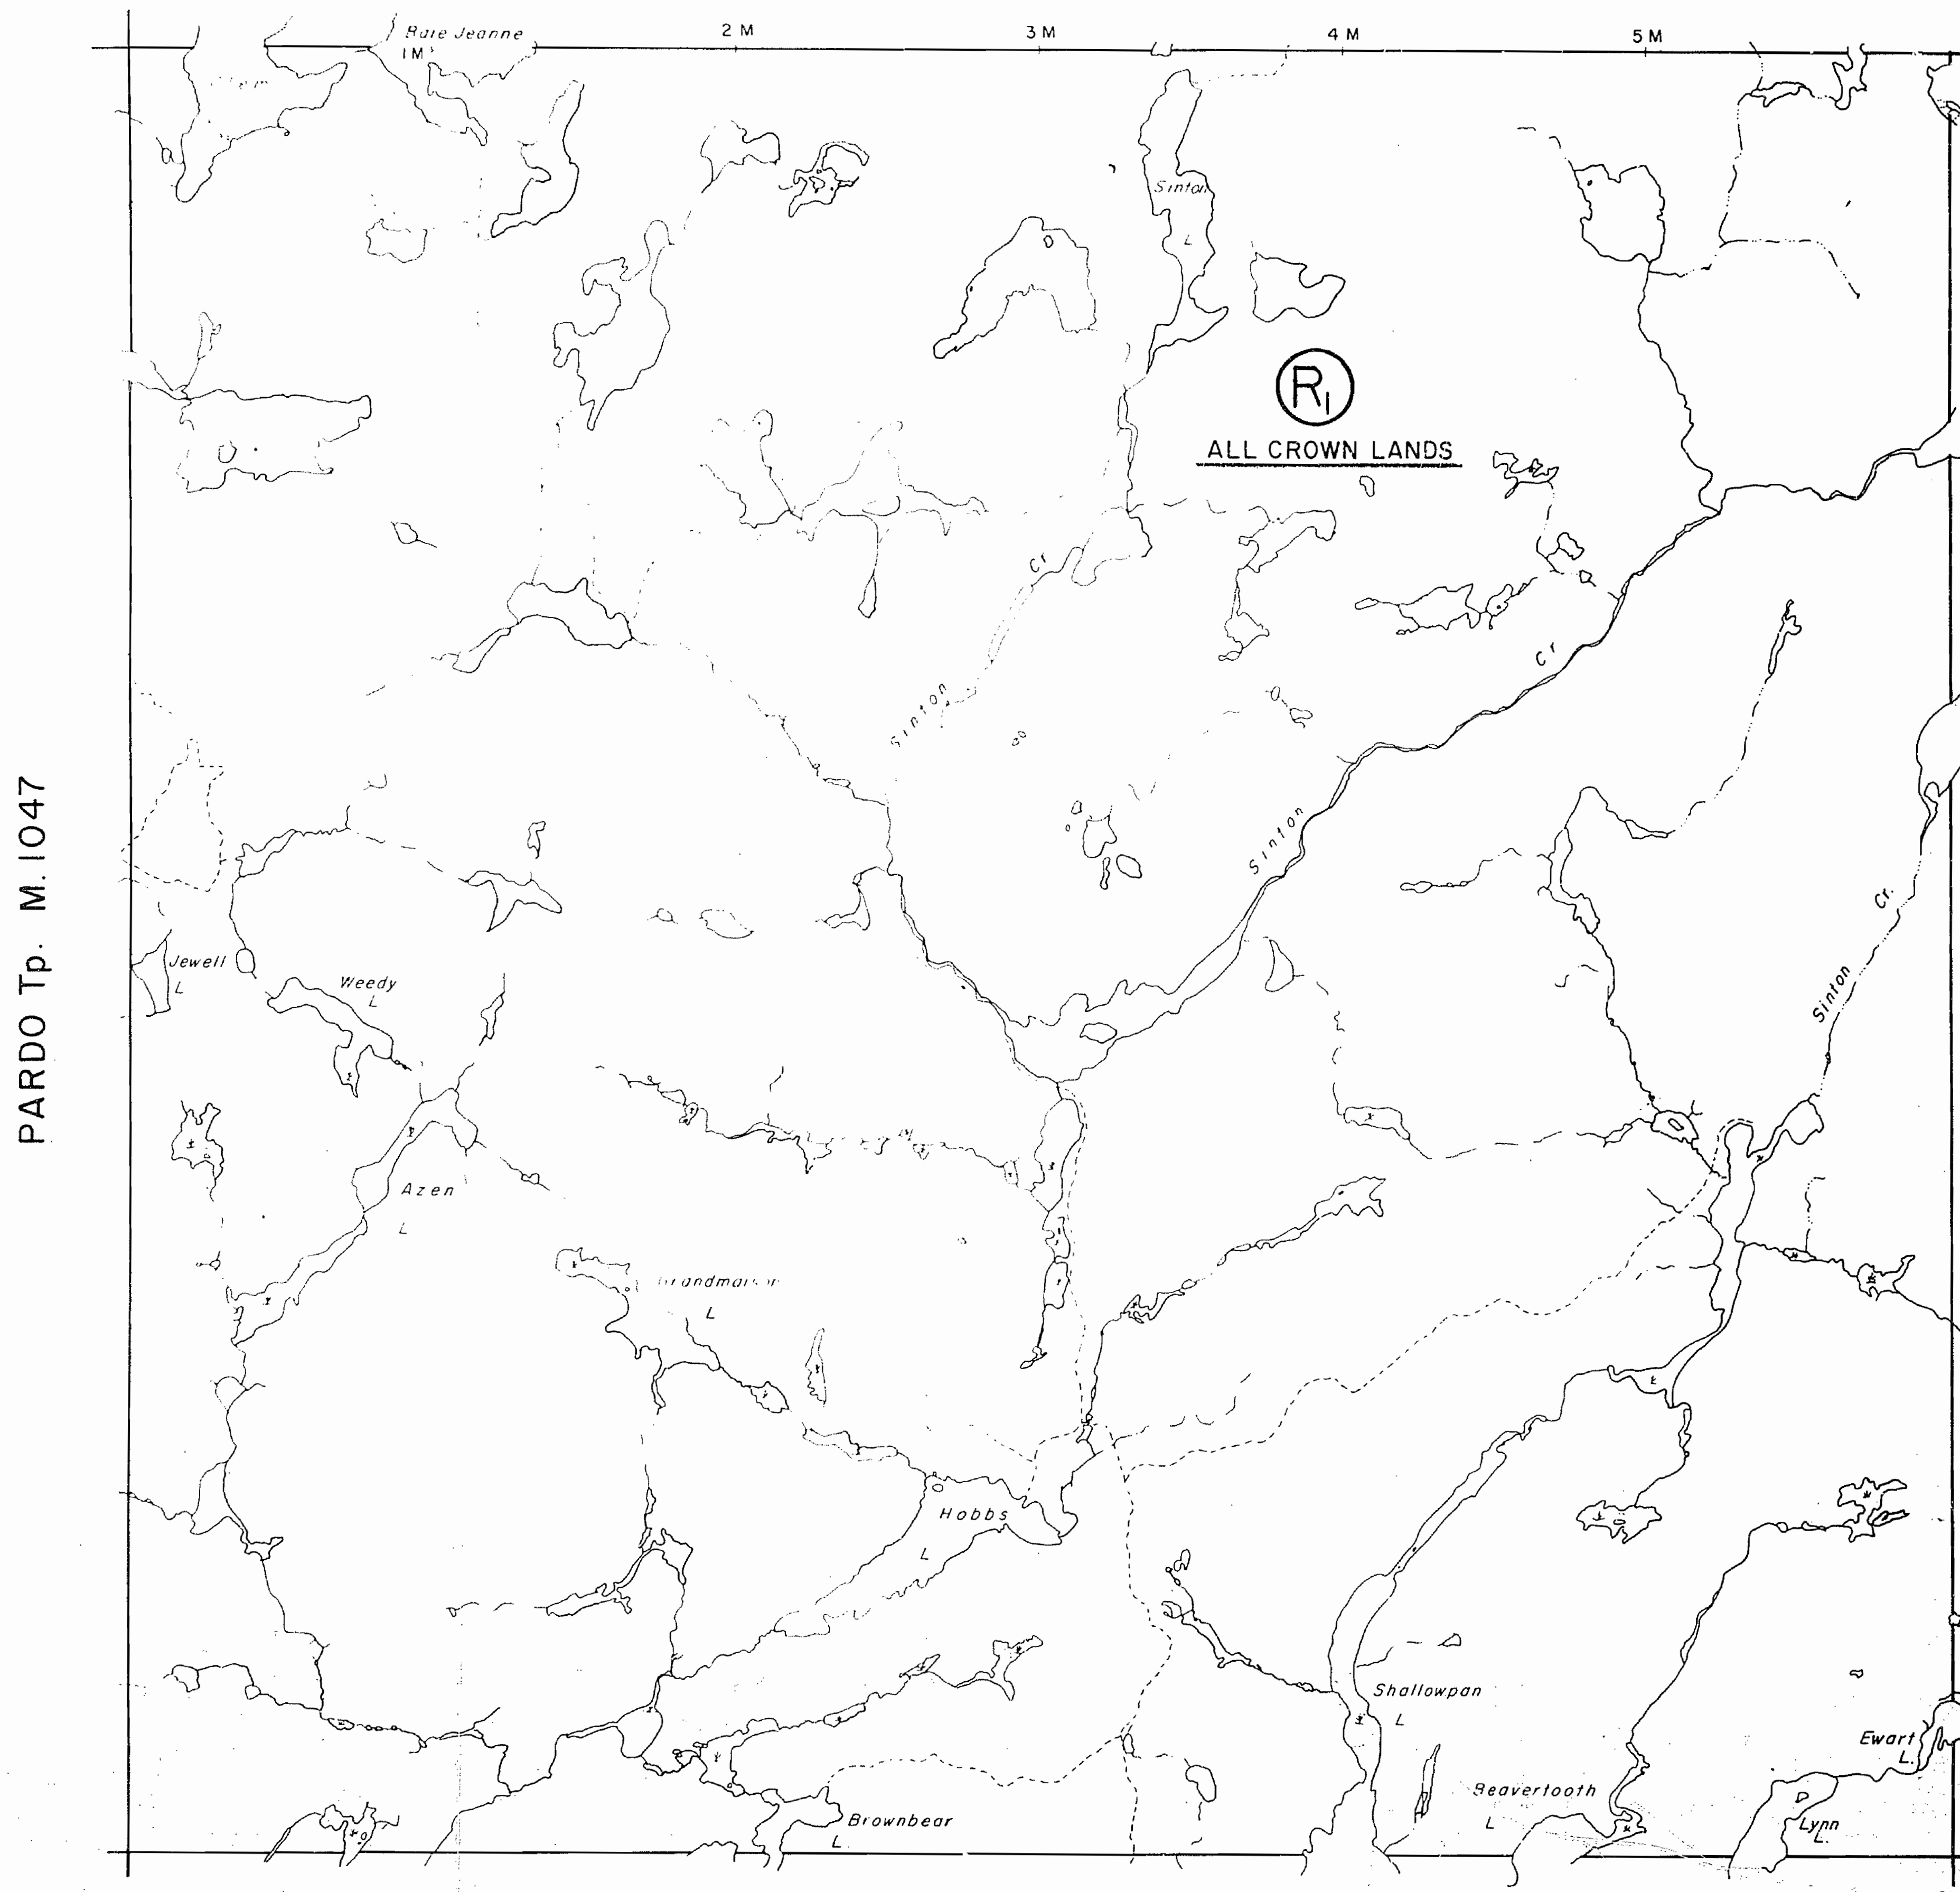 Baie Jeanne
1M
2 M
3 M
4 M
5 M
Sinton
L
R1
ALL CROWN LANDS
Cr
Sinton
Cr
Sinton
Cr.
Sinton
PARDO Tp. M.1047
Jewell
L
Weedy
L
Azen
L
Grandmaison
L
Hobbs
L
Shallowpan
L
Ewart
L.
Beavertooth
L
Brownbear
L
Lynn
L.